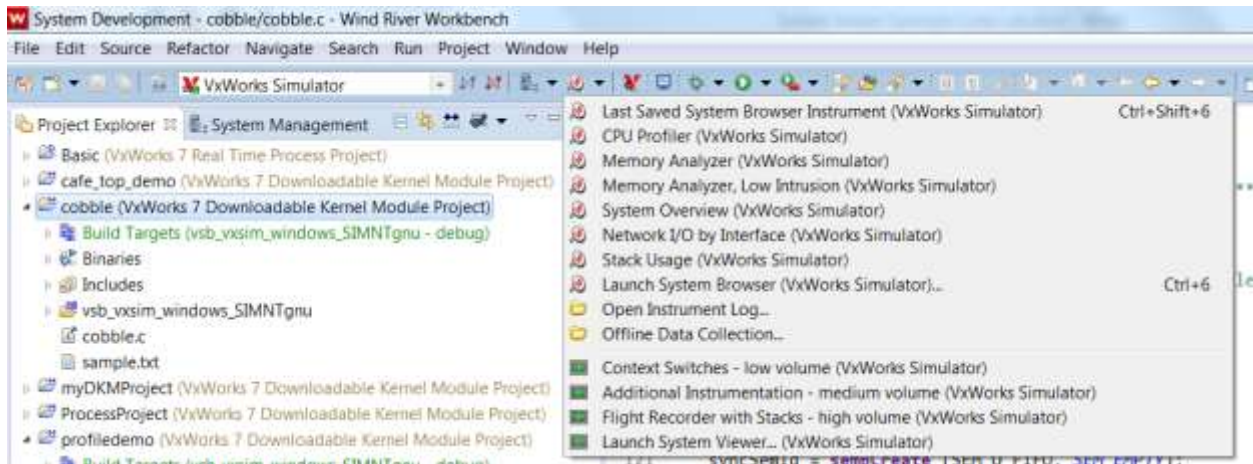 System Development - cobble/cobble.c - Wind River Workbench
File Edit Source Refactor Navigate Search Run Project Window Help
VxWorks Simulator
Project Explorer System Management
Basic (VxWorks 7 Real Time Process Project)
cafe_top_demo (VxWorks 7 Downloadable Kernel Module Project)
cobble (VxWorks 7 Downloadable Kernel Module Project)
Build Targets (vsb_vxsim_windows_SIMNTgnu - debug)
Binaries
Includes
vsb_vxsim_windows_SIMNTgnu
cobble.c
sample.txt
myDKMProject (VxWorks 7 Downloadable Kernel Module Project)
ProcessProject (VxWorks 7 Downloadable Kernel Module Project)
profiledemo (VxWorks 7 Downloadable Kernel Module Project)
Build Targets (vsb_vxsim_windows_SIMNTgnu - debug)
Last Saved System Browser Instrument (VxWorks Simulator) Ctrl+Shift+6
CPU Profiler (VxWorks Simulator)
Memory Analyzer (VxWorks Simulator)
Memory Analyzer, Low Intrusion (VxWorks Simulator)
System Overview (VxWorks Simulator)
Network I/O by Interface (VxWorks Simulator)
Stack Usage (VxWorks Simulator)
Launch System Browser (VxWorks Simulator)... Ctrl+6
Open Instrument Log...
Offline Data Collection...
Context Switches - low volume (VxWorks Simulator)
Additional Instrumentation - medium volume (VxWorks Simulator)
Flight Recorder with Stacks - high volume (VxWorks Simulator)
Launch System Viewer... (VxWorks Simulator)